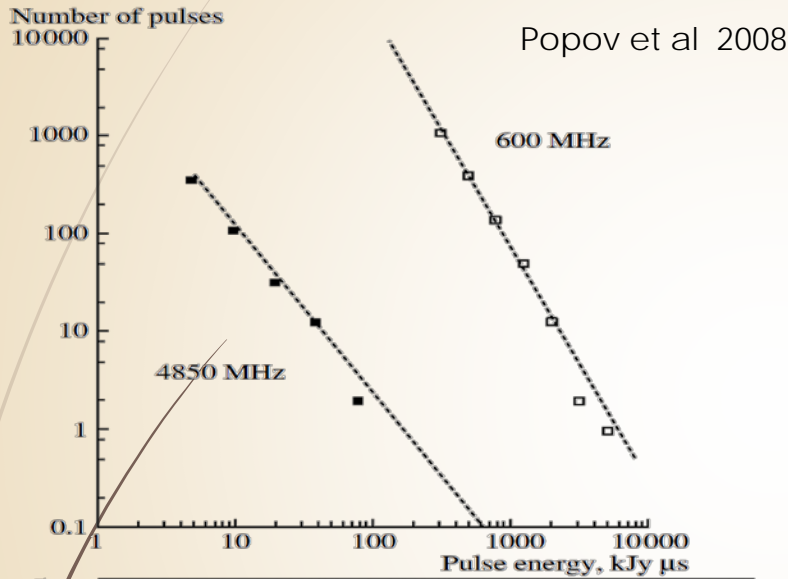 Number of pulses
10000
Popov et al 2008
1000
600 MHz
100
10
4850 MHz
1
0.1
1 10 100 1000 10000
Pulse energy, kJy μs